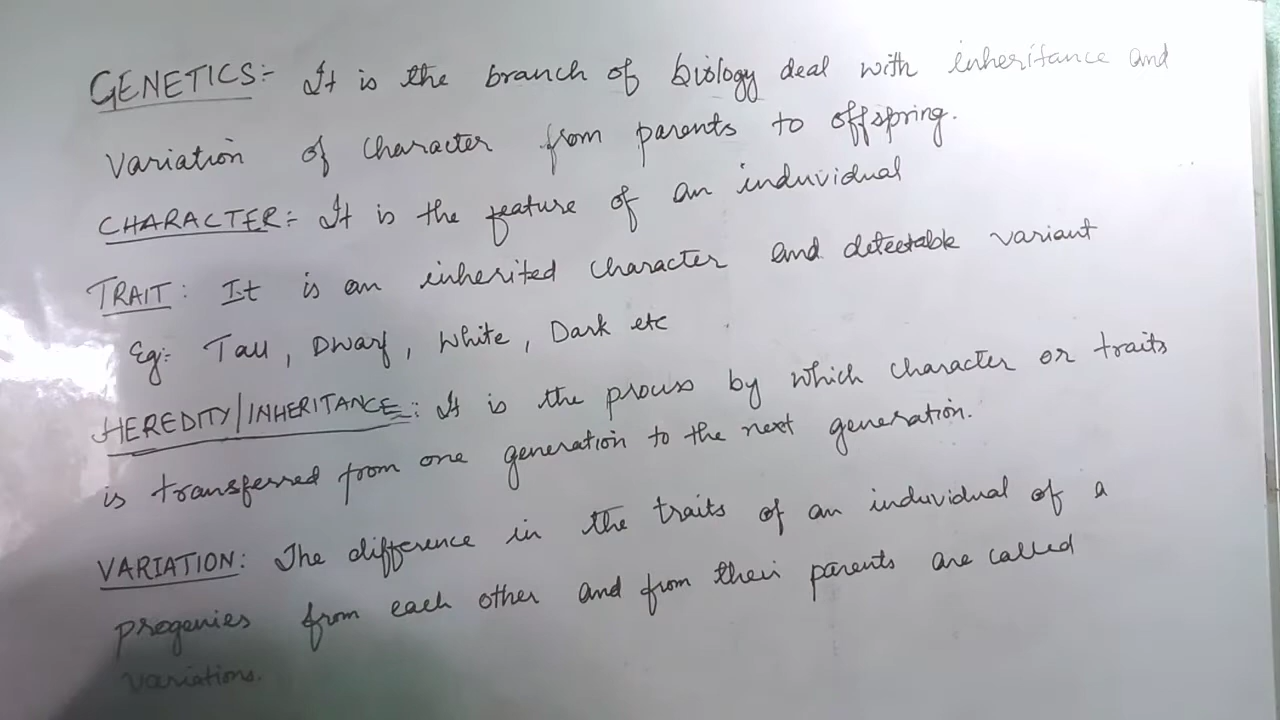 GENETICS:- It is the branch of biology deal with inheritance and
Variation of character from parents to offspring.
CHARACTER:- It is the feature of an induvidual
TRAIT: It is an inherited character and detectable variant
Eg:- Tall, Dwarf, White, Dark etc
HEREDITY/INHERITANCE: It is the process by which character or traits
is transferred from one generation to the next generation.
VARIATION: The difference in the traits of an induvidual of a
progenies from each other and from their parents are called
variations.